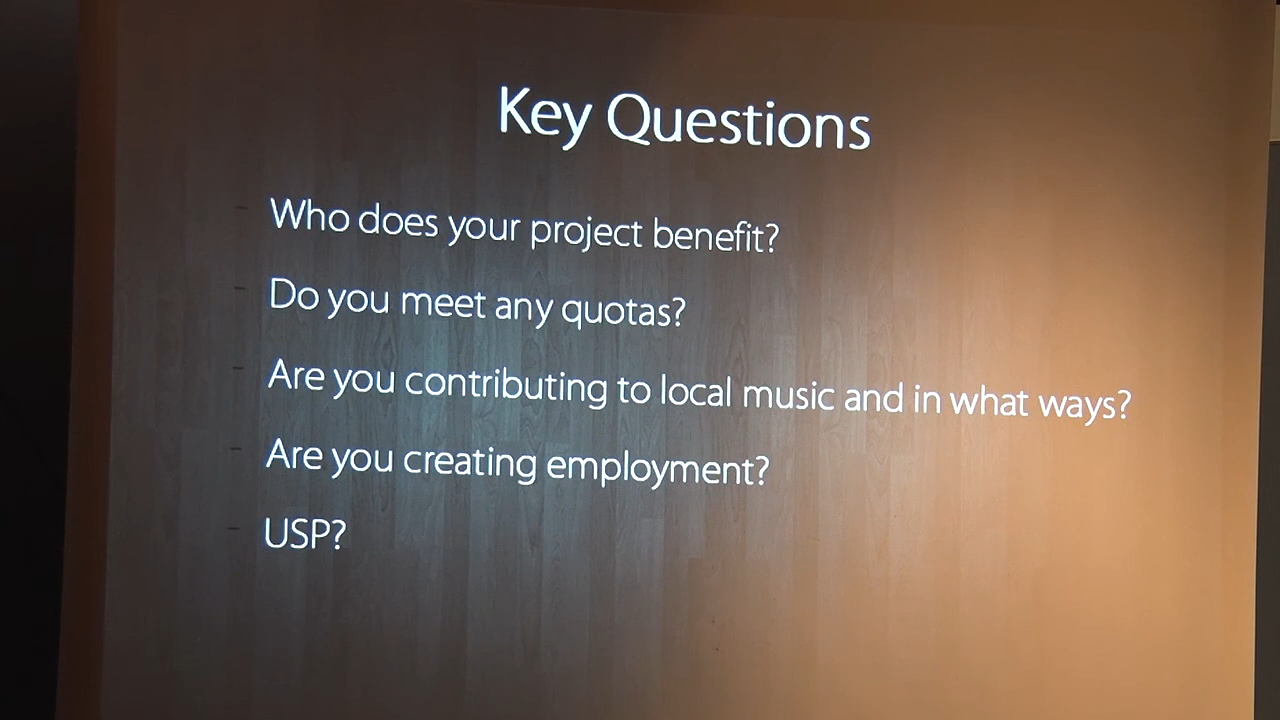 Key Questions
- Who does your project benefit?
- Do you meet any quotas?
- Are you contributing to local music and in what ways?
- Are you creating employment?
- USP?